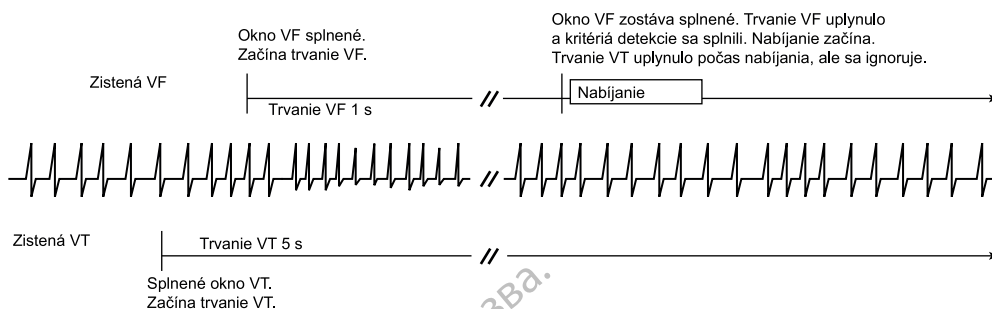 Okno VF splnené.
Začína trvanie VF.
Okno VF zostáva splnené. Trvanie VF uplynulo
a kritériá detekcie sa splnili. Nabíjanie začína.
Trvanie VT uplynulo počas nabíjania, ale sa ignoruje.
Zistená VF
Nabíjanie
Trvanie VF 1 s
Zistená VT
Trvanie VT 5 s
Splnené okno VT.
Začína trvanie VT.